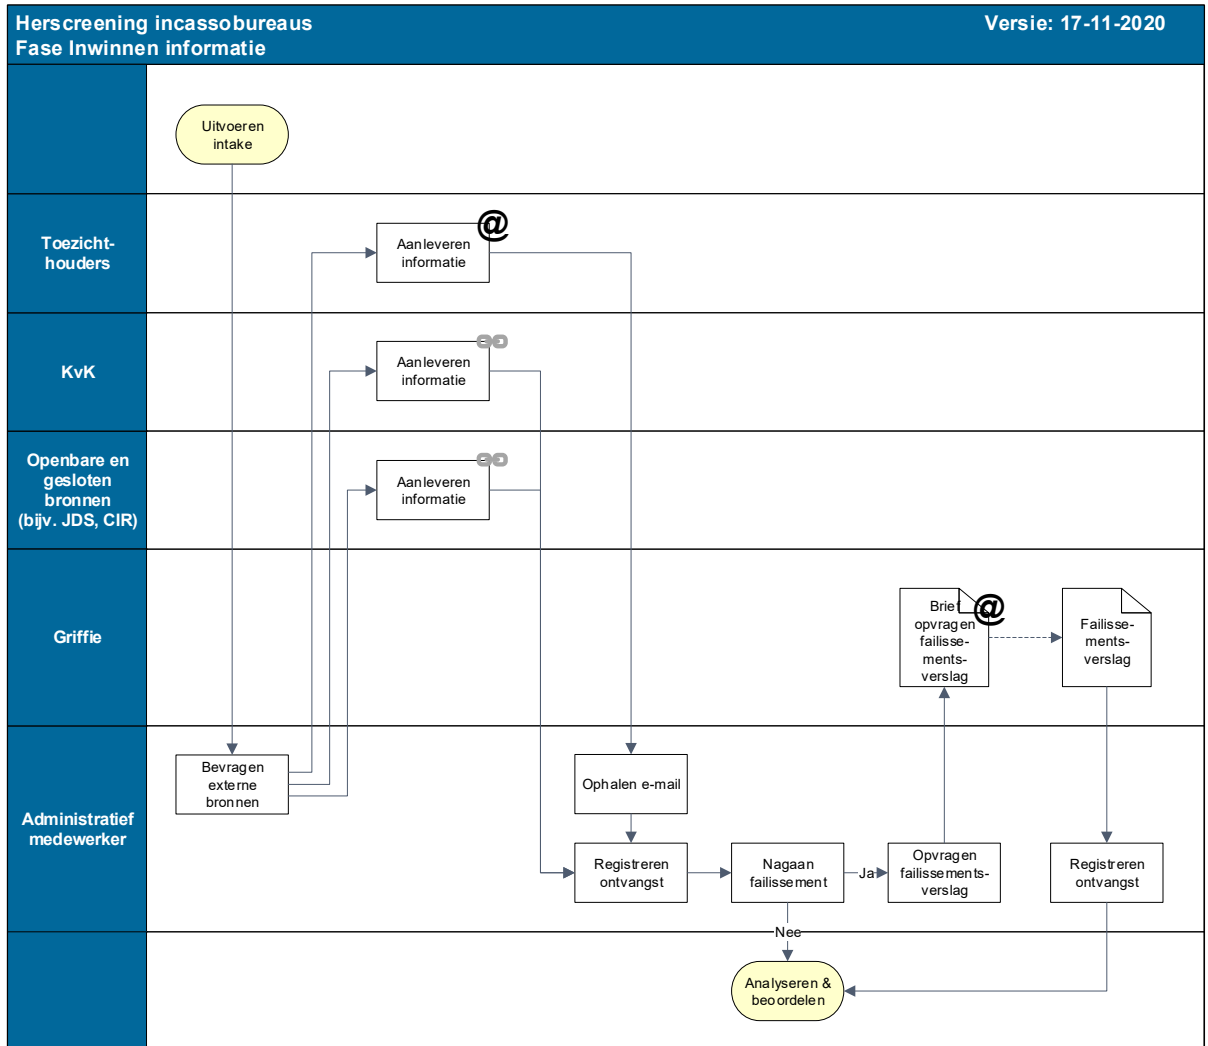 Herscreening incassobureaus
Versie: 17-11-2020
Fase Inwinnen informatie
Uitvoeren
intake
Toezicht-
houders
Aanleveren
informatie
@
KvK
Aanleveren
informatie
Openbare en
gesloten
bronnen
(bijv. JDS, CIR)
Aanleveren
informatie
Griffie
Brief
opvragen
failisse-
ments-
verslag
@
Failisse-
ments-
verslag
Administratief
medewerker
Bevragen
externe
bronnen
Ophalen e-mail
Registreren
ontvangst
Nagaan
failissement
Ja
Opvragen
failissements-
verslag
Registreren
ontvangst
Nee
Analyseren &
beoordelen